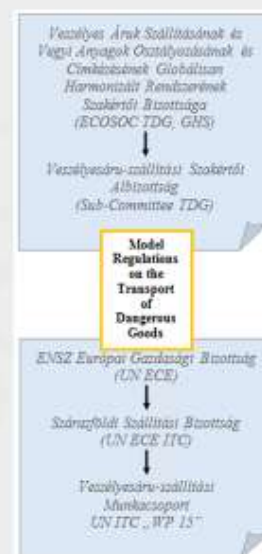 Veszélyes Áruk Szállításának és
Vegyi Anyagok Osztályozásának és
Címkézésének Globálisan
Harmonizált Rendszerének
Szakértői Bizottsága
(ECOSOC TDG, GHS)
Veszélyesáru-szállítási Szakértői
Albizottság
(Sub-Committee TDG)
Model
Regulations
on the
Transport
of
Dangerous
Goods
ENSZ Európai Gazdasági Bizottság
(UN ECE)
Szárazföldi Szállítási Bizottság
(UN ECE ITC)
Veszélyesáru-szállítási
Munkacsoport
UN ITC „WP 15”